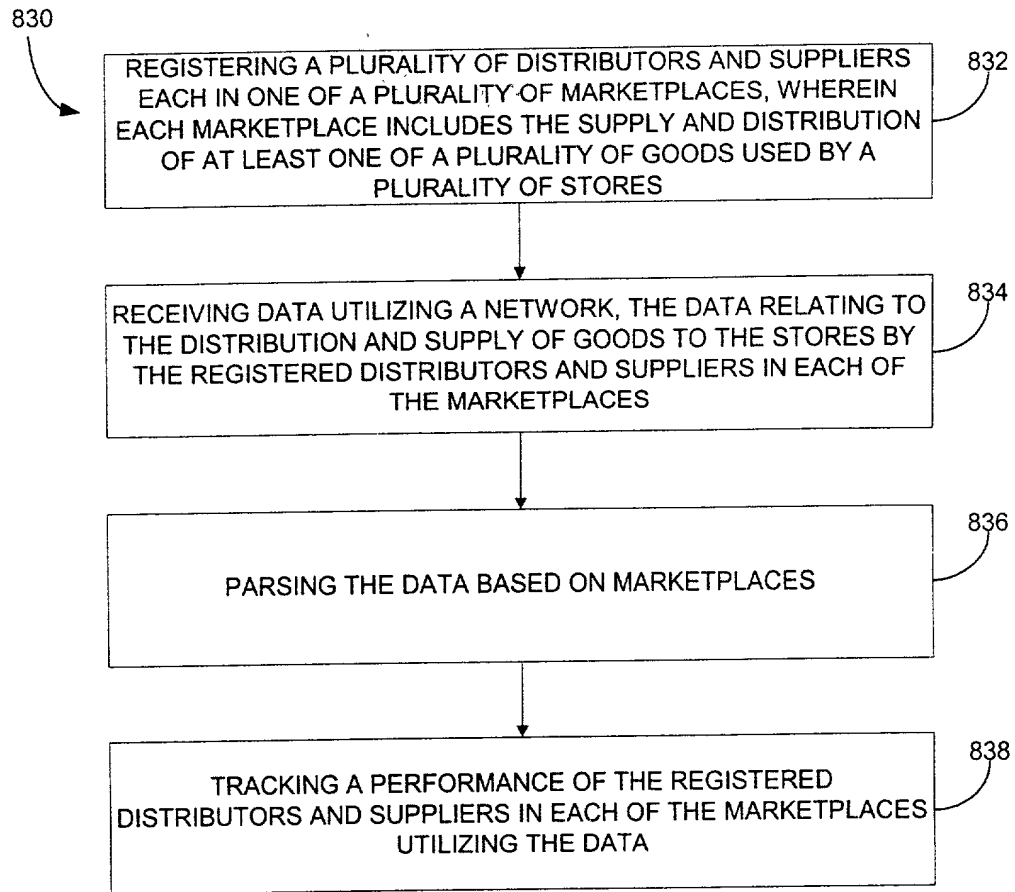 830
REGISTERING A PLURALITY OF DISTRIBUTORS AND SUPPLIERS
EACH IN ONE OF A PLURALITY OF MARKETPLACES, WHEREIN
EACH MARKETPLACE INCLUDES THE SUPPLY AND DISTRIBUTION
OF AT LEAST ONE OF A PLURALITY OF GOODS USED BY A
PLURALITY OF STORES
832
RECEIVING DATA UTILIZING A NETWORK, THE DATA RELATING TO
THE DISTRIBUTION AND SUPPLY OF GOODS TO THE STORES BY
THE REGISTERED DISTRIBUTORS AND SUPPLIERS IN EACH OF
THE MARKETPLACES
834
PARSING THE DATA BASED ON MARKETPLACES
836
TRACKING A PERFORMANCE OF THE REGISTERED
DISTRIBUTORS AND SUPPLIERS IN EACH OF THE MARKETPLACES
UTILIZING THE DATA
838